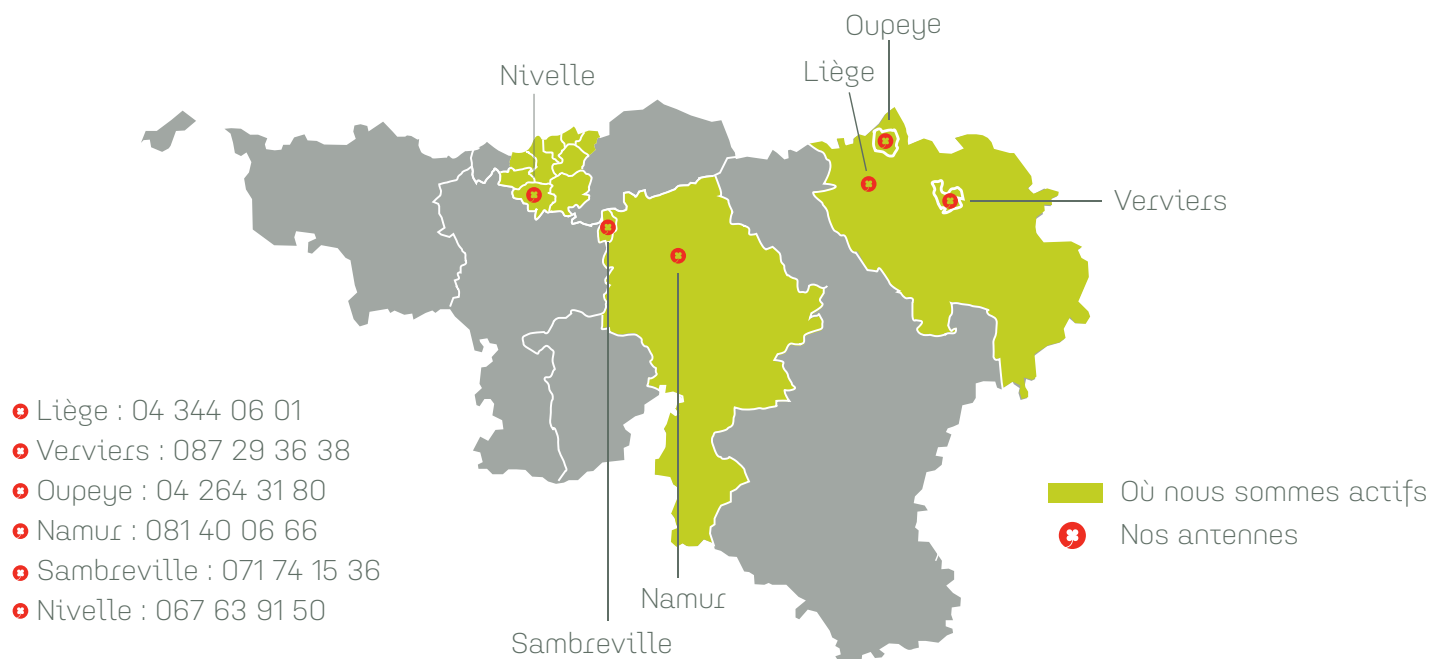 Oupeye
Liège
Nivelle
Verviers
Liège : 04 344 06 01
Verviers : 087 29 36 38
Oupeye : 04 264 31 80
Namur : 081 40 0 6 66
Sambreville : 071 74 15 36
Nivelle : 067 63 91 50
Où nous sommes actifs
Nos antennes
Namur
Sambreville